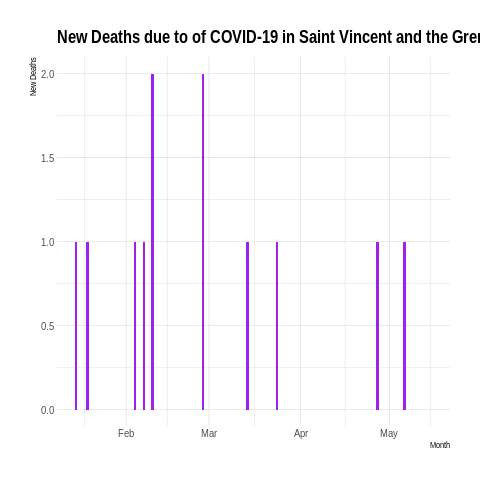 New Deaths due to of COVID-19 in Saint Vincent and the Gren
New Deaths
2.0
1.5
1.0
0.5
0.0
Feb Mar Apr May
Month